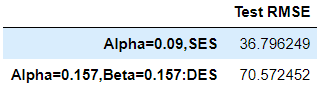 Test RMSE
Alpha=0.09,SES 36.796249
Alpha=0.157,Beta=0.157:DES 70.572452